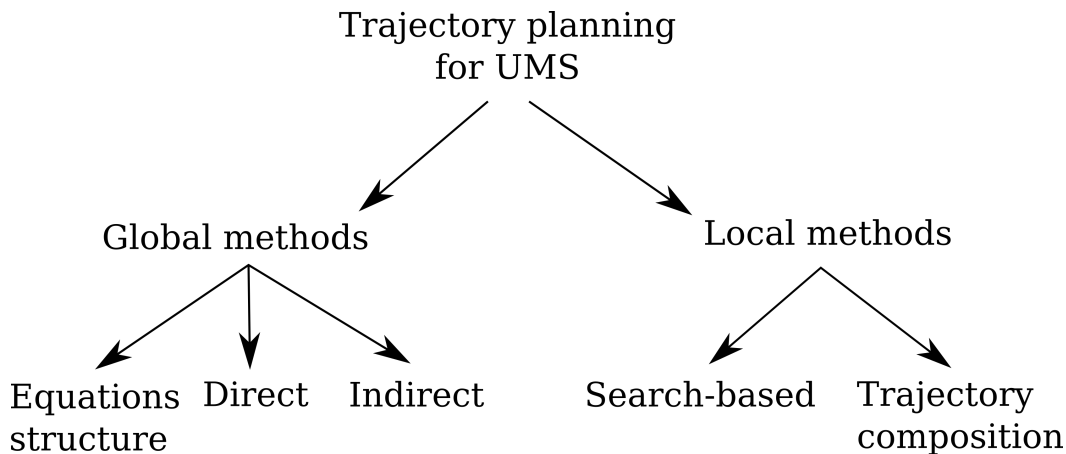 Trajectory planning
for UMS
Global methods
Local methods
Equations
structure
Direct
Indirect
Search-based
Trajectory
composition